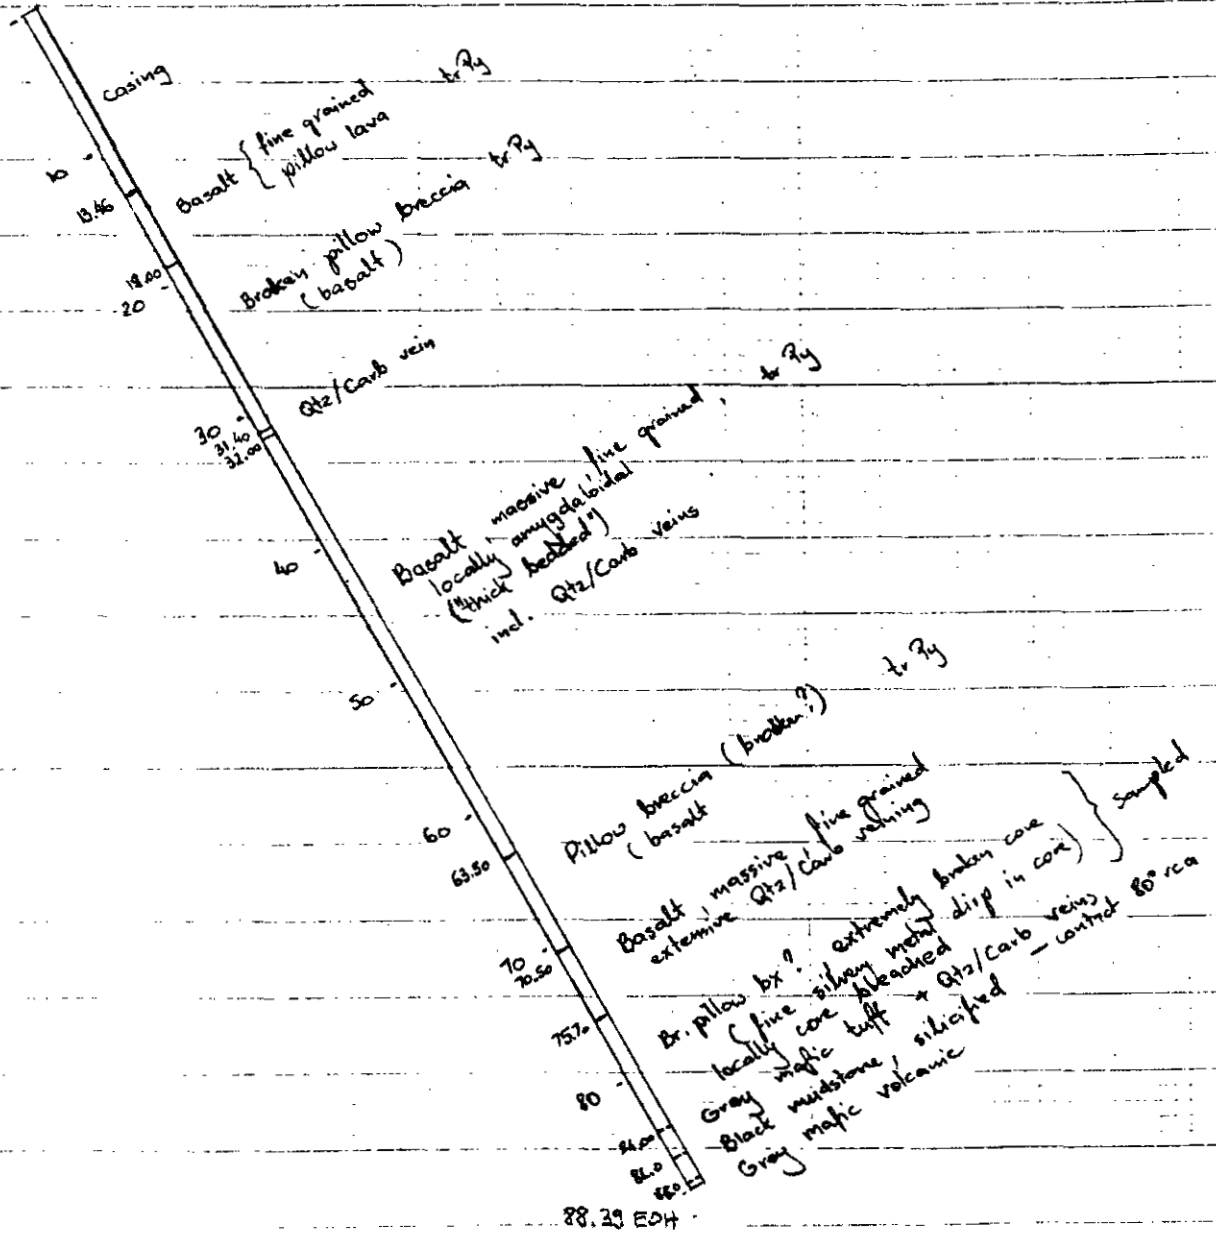 Casing
10
13.46
Basalt { fine grained tr Py
pillow lava
18.00
20
Broken pillow breccia tr Py
(basalt)
Qtz/Carb vein
30
31.40
32.00
Basalt, massive, fine grained, tr Py
locally amygdaloidal
("thick bedded")
incl. Qtz/Carb veins
40
50
60
63.50
Pillow breccia (broken?) tr Py
(basalt
Basalt, massive, fine grained
extensive Qtz/Carb veining
70
70.50
Br. pillow bx? extremely broken core
(fine silvery metal disp in core)
locally core bleached
} Sampled
75.70
80
Gray mafic tuff + Qtz/Carb veins
84.00
Black mudstone, silicified — contact 80° rca
Gray mafic volcanic
88.39 EOH